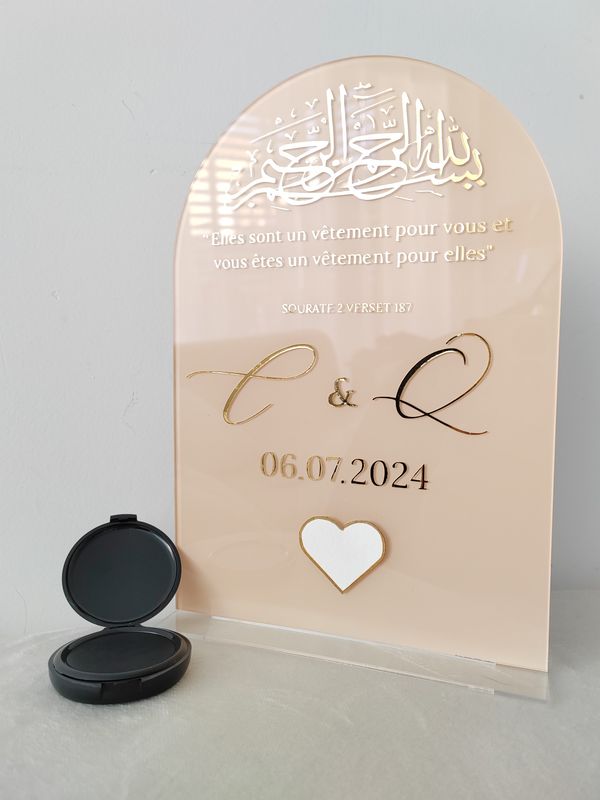 بسم الله الرحمن الرحيم
"Elles sont un vêtement pour vous et
vous êtes un vêtement pour elles"
SOURATE 2 VERSET 187
C & Q
06.07.2024